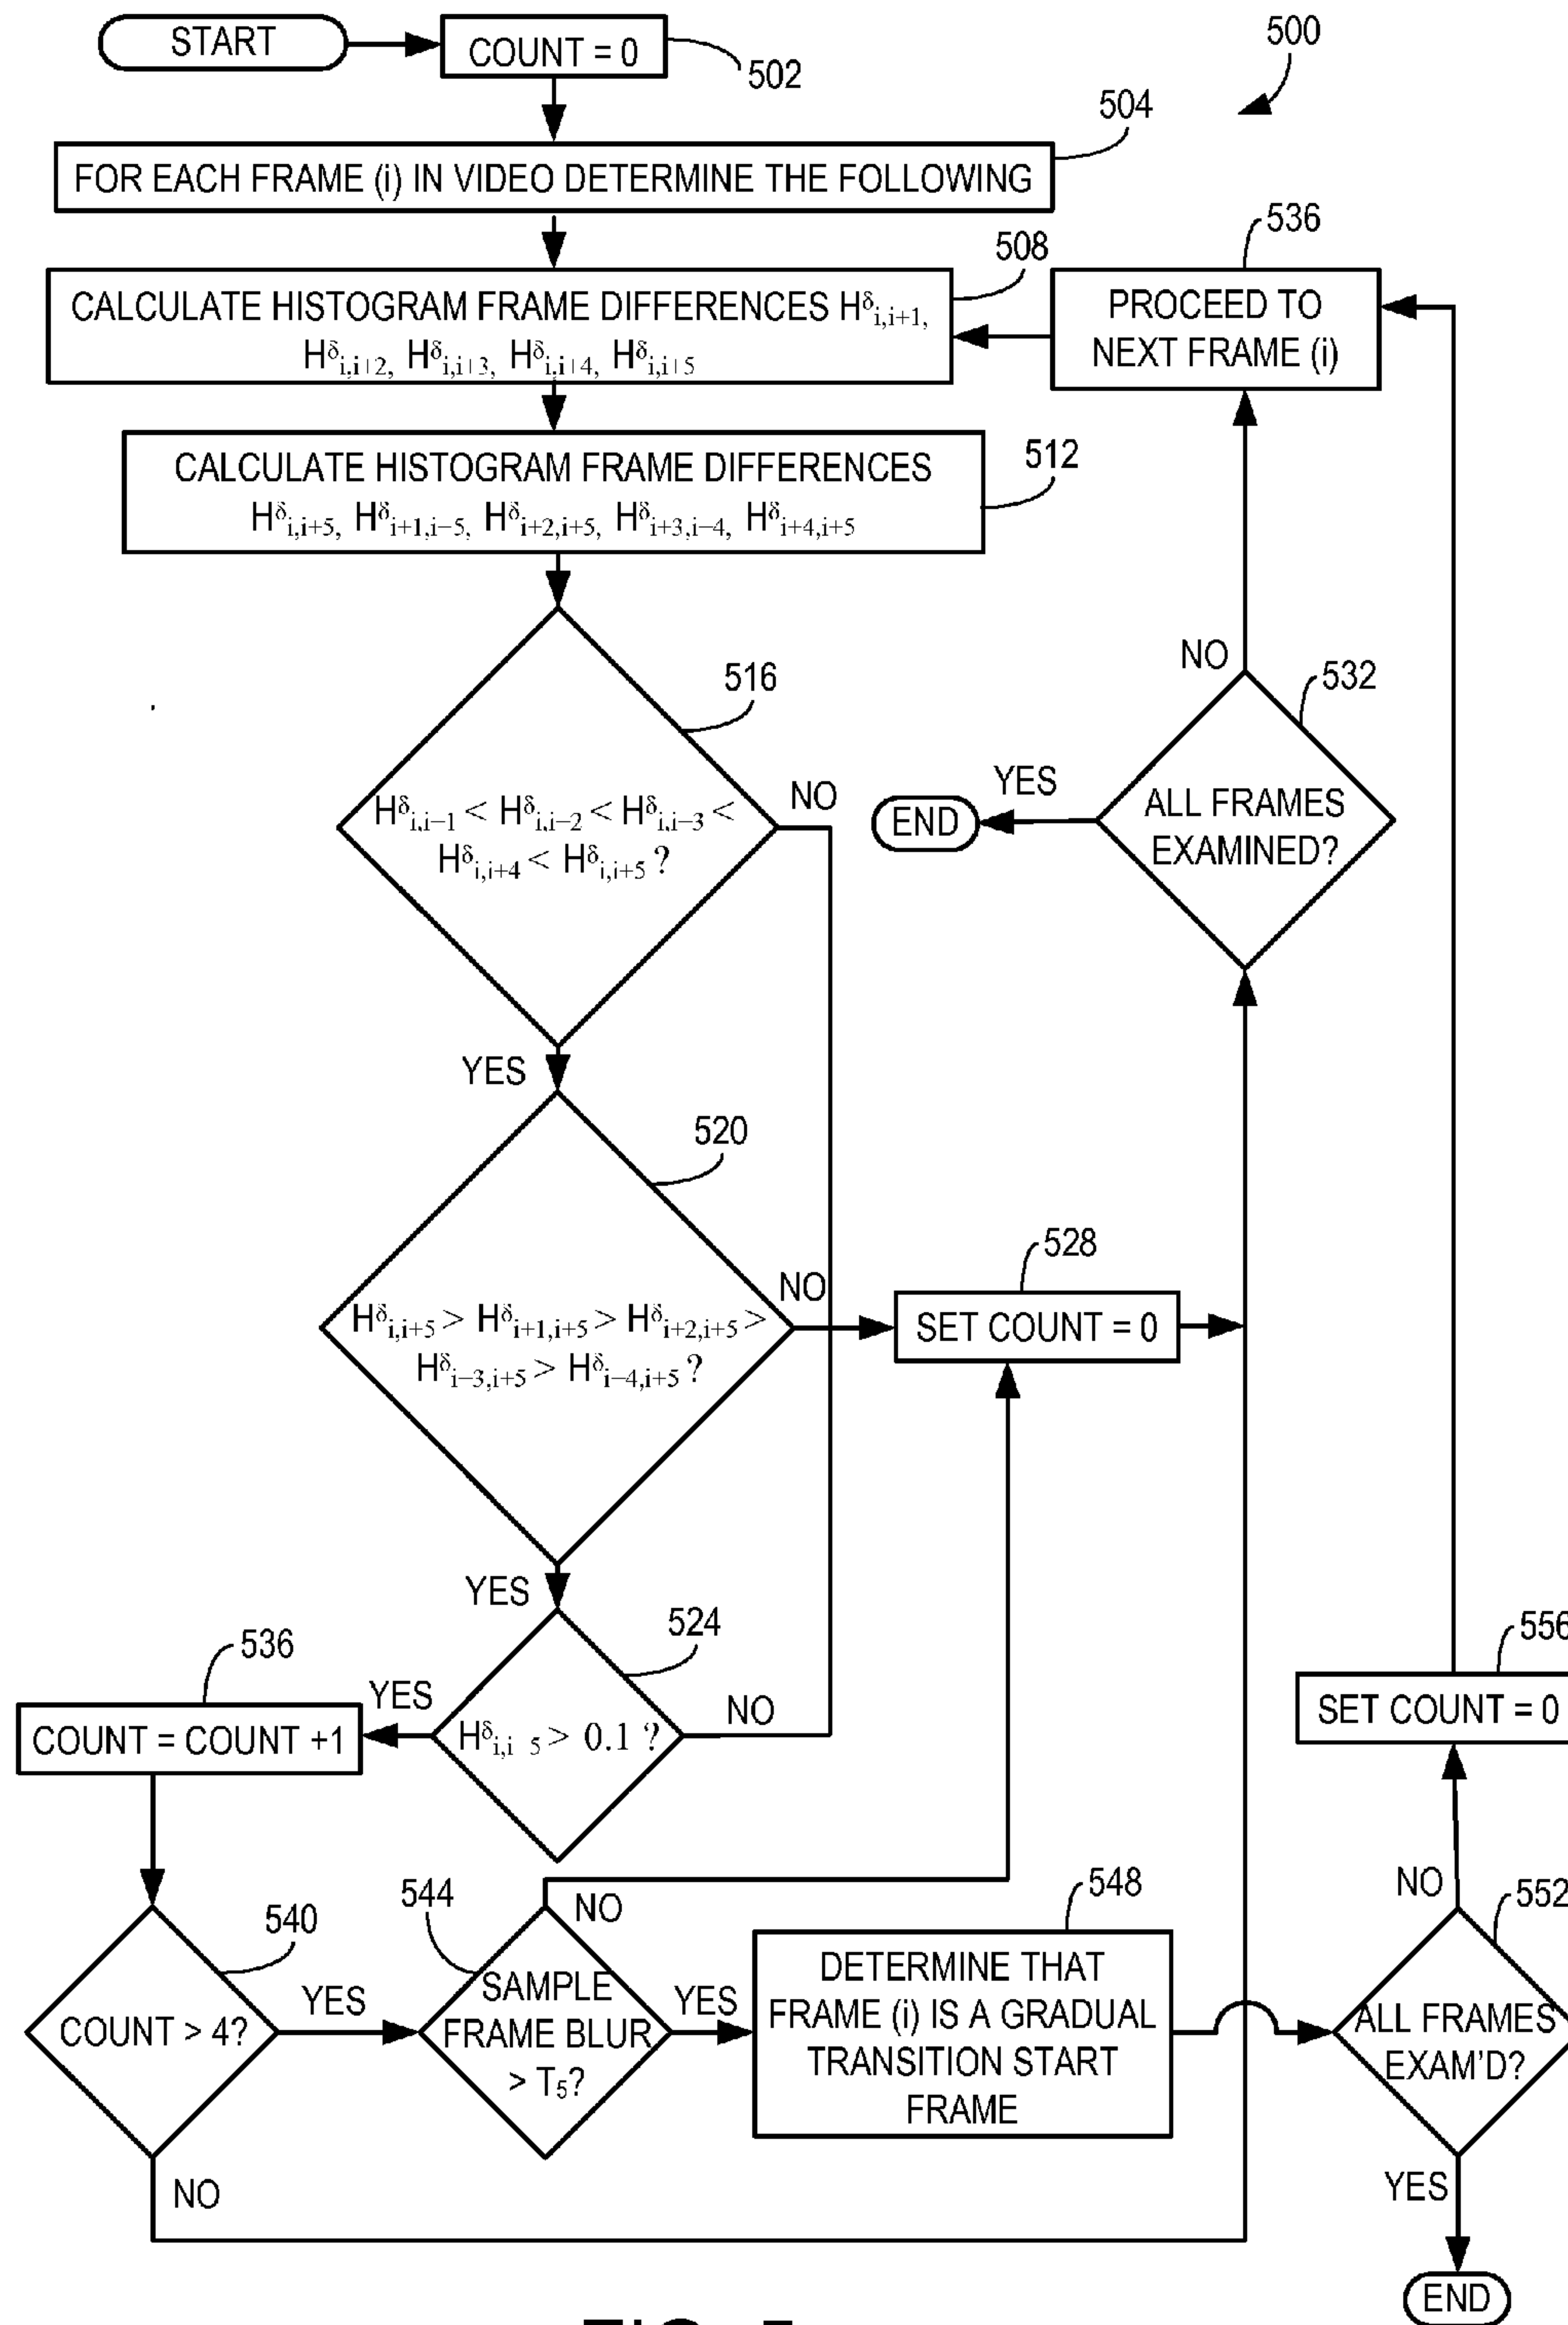 START
COUNT = 0
502
500
504
FOR EACH FRAME (i) IN VIDEO DETERMINE THE FOLLOWING
508
536
CALCULATE HISTOGRAM FRAME DIFFERENCES Hδi,i+1,
Hδi,i+2, Hδi,i+3, Hδi,i+4, Hδi,i+5
PROCEED TO
NEXT FRAME (i)
512
CALCULATE HISTOGRAM FRAME DIFFERENCES
Hδi,i+5, Hδi+1,i−5, Hδi+2,i+5, Hδi+3,i−4, Hδi+4,i+5
516
Hδi,i−1 < Hδi,i−2 < Hδi,i−3 <
Hδi,i+4 < Hδi,i+5 ?
NO
YES
NO
532
ALL FRAMES
EXAMINED?
YES
END
520
Hδi,i+5 > Hδi+1,i+5 > Hδi+2,i+5 >
Hδi−3,i+5 > Hδi−4,i+5 ?
NO
528
SET COUNT = 0
YES
524
Hδi,i 5 > 0.1 ?
NO
YES
536
COUNT = COUNT +1
556
SET COUNT = 0
540
COUNT > 4?
YES
NO
544
SAMPLE
FRAME BLUR
> T5?
NO
YES
548
DETERMINE THAT
FRAME (i) IS A GRADUAL
TRANSITION START
FRAME
552
ALL FRAMES
EXAM'D?
NO
YES
END